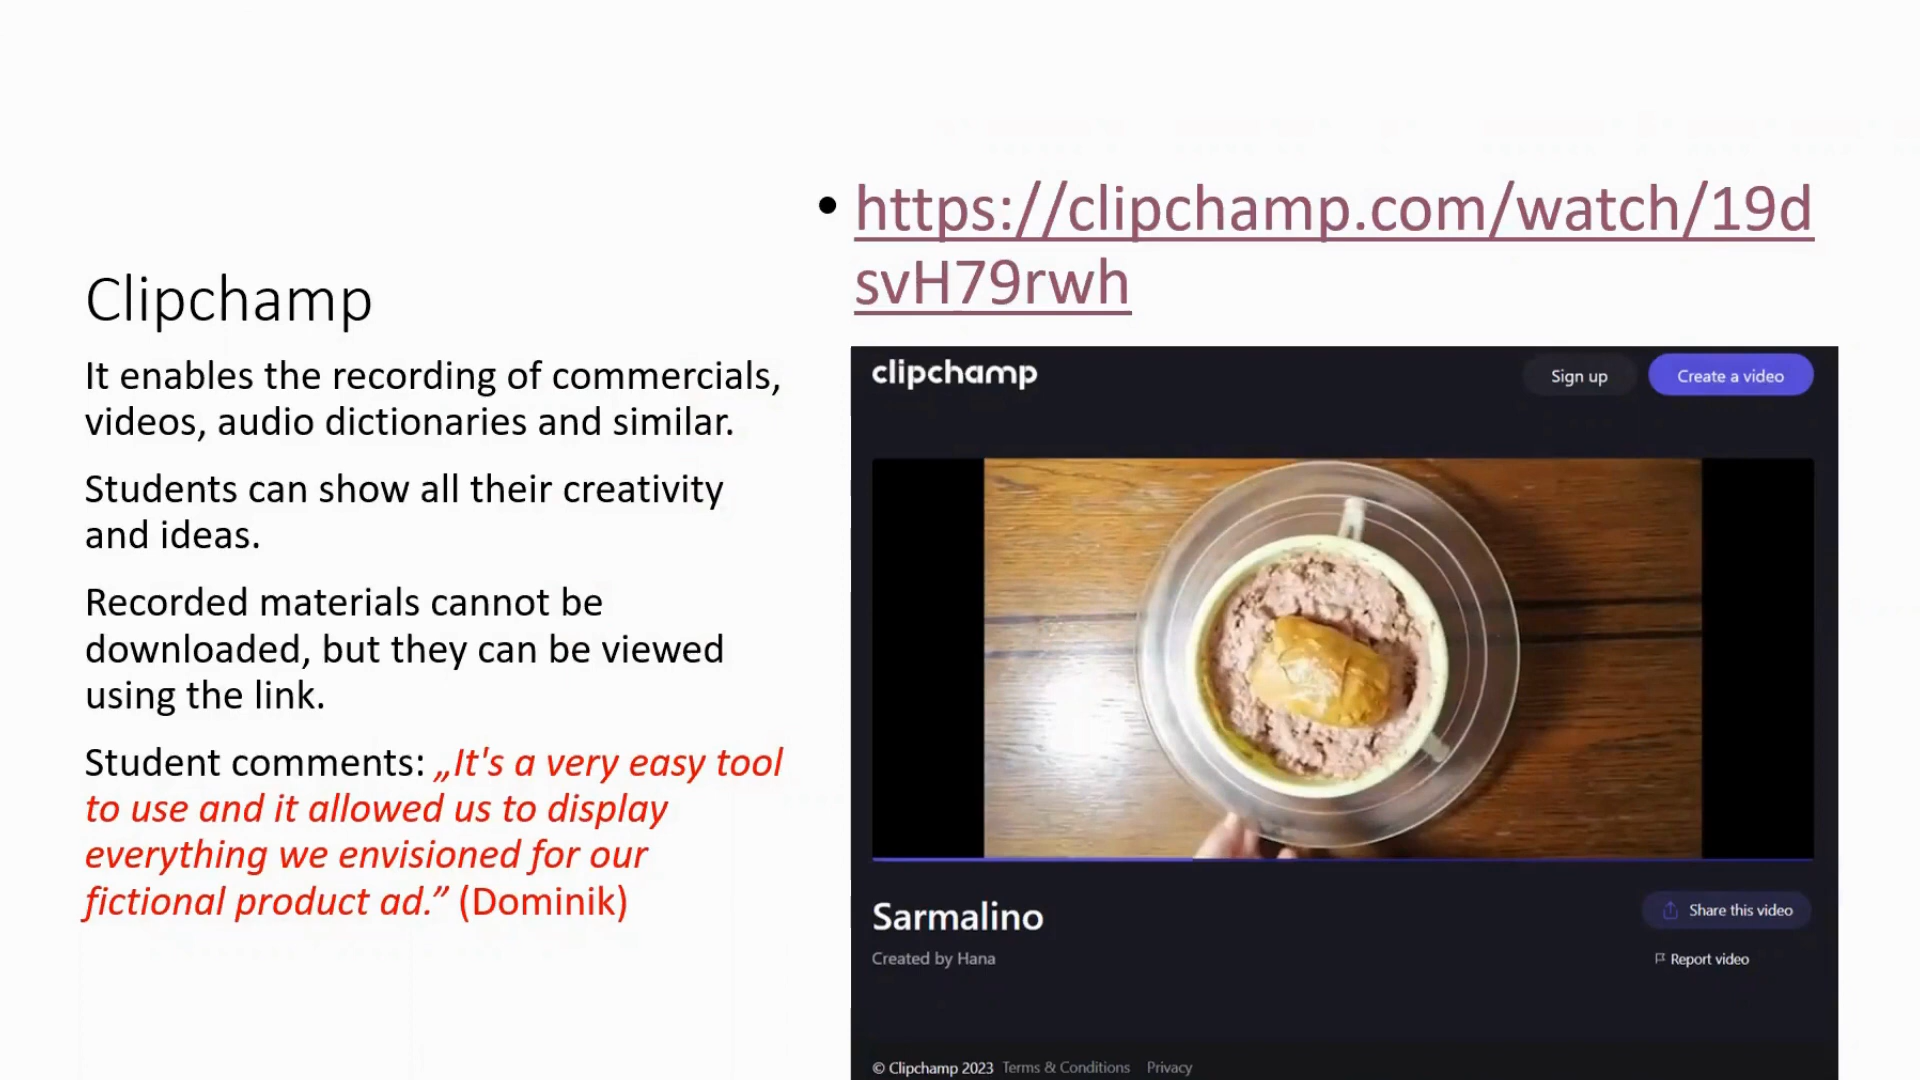 Clipchamp
It enables the recording of commercials,
videos, audio dictionaries and similar.
Students can show all their creativity
and ideas.
Recorded materials cannot be
downloaded, but they can be viewed
using the link.
Student comments: „It's a very easy tool
to use and it allowed us to display
everything we envisioned for our
fictional product ad.” (Dominik)
• https://clipchamp.com/watch/19d
svH79rwh
clipchamp
Sign up
Create a video
Sarmalino
Share this video
Created by Hana
Report video
© Clipchamp 2023 Terms & Conditions Privacy